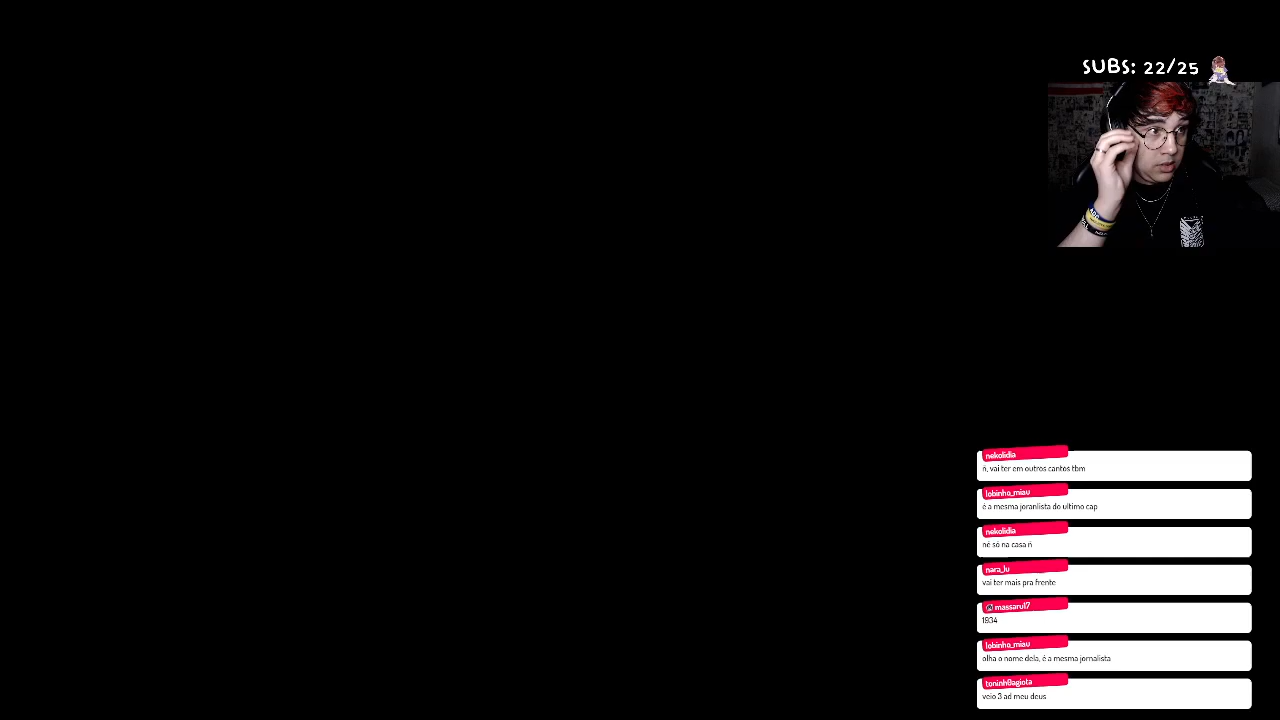 SUBS: 22/25
nekolidia
ñ, vai ter em outros cantos tbm
lobinho_miau
é a mesma joranlista do ultimo cap
nekolidia
né só na casa ñ
nara_lu
vai ter mais pra frente
massaru17
1934
lobinho_miau
olha o nome dela, é a mesma jornalista
toninh0agiota
veio 3 ad meu deus